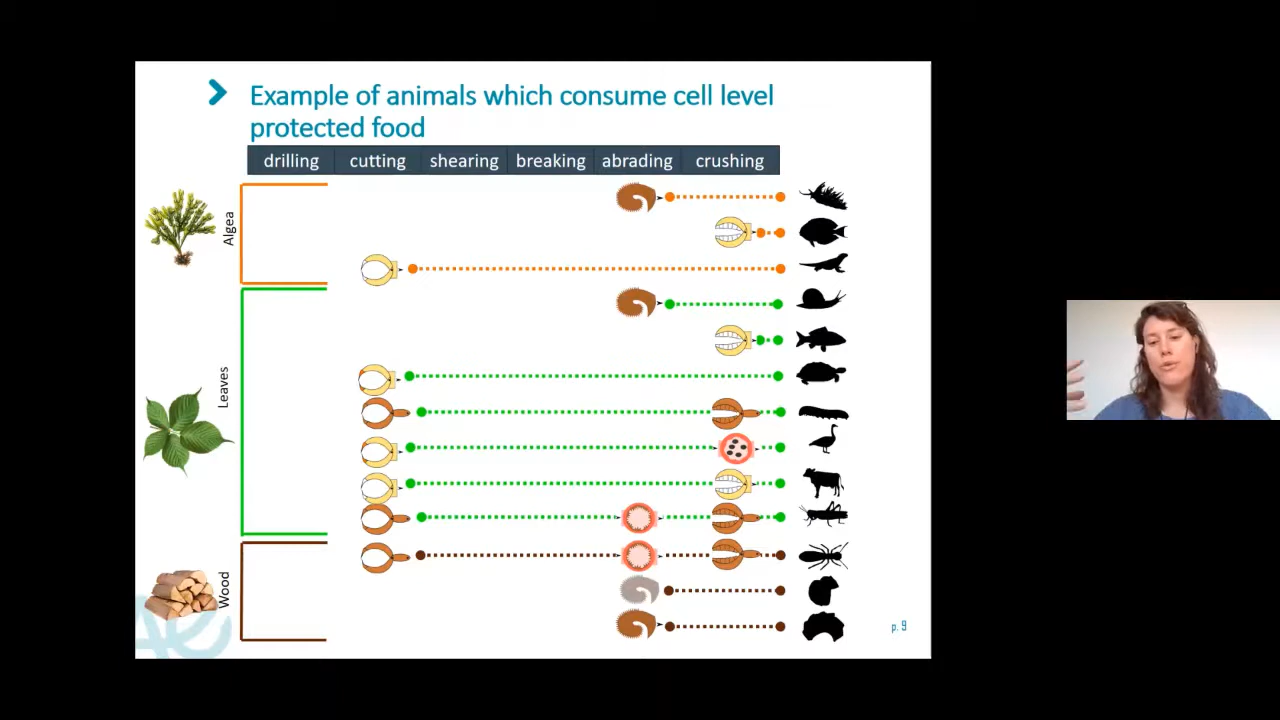 Example of animals which consume cell level
protected food
drilling cutting shearing breaking abrading crushing
Algea
Leaves
Wood
p. 9